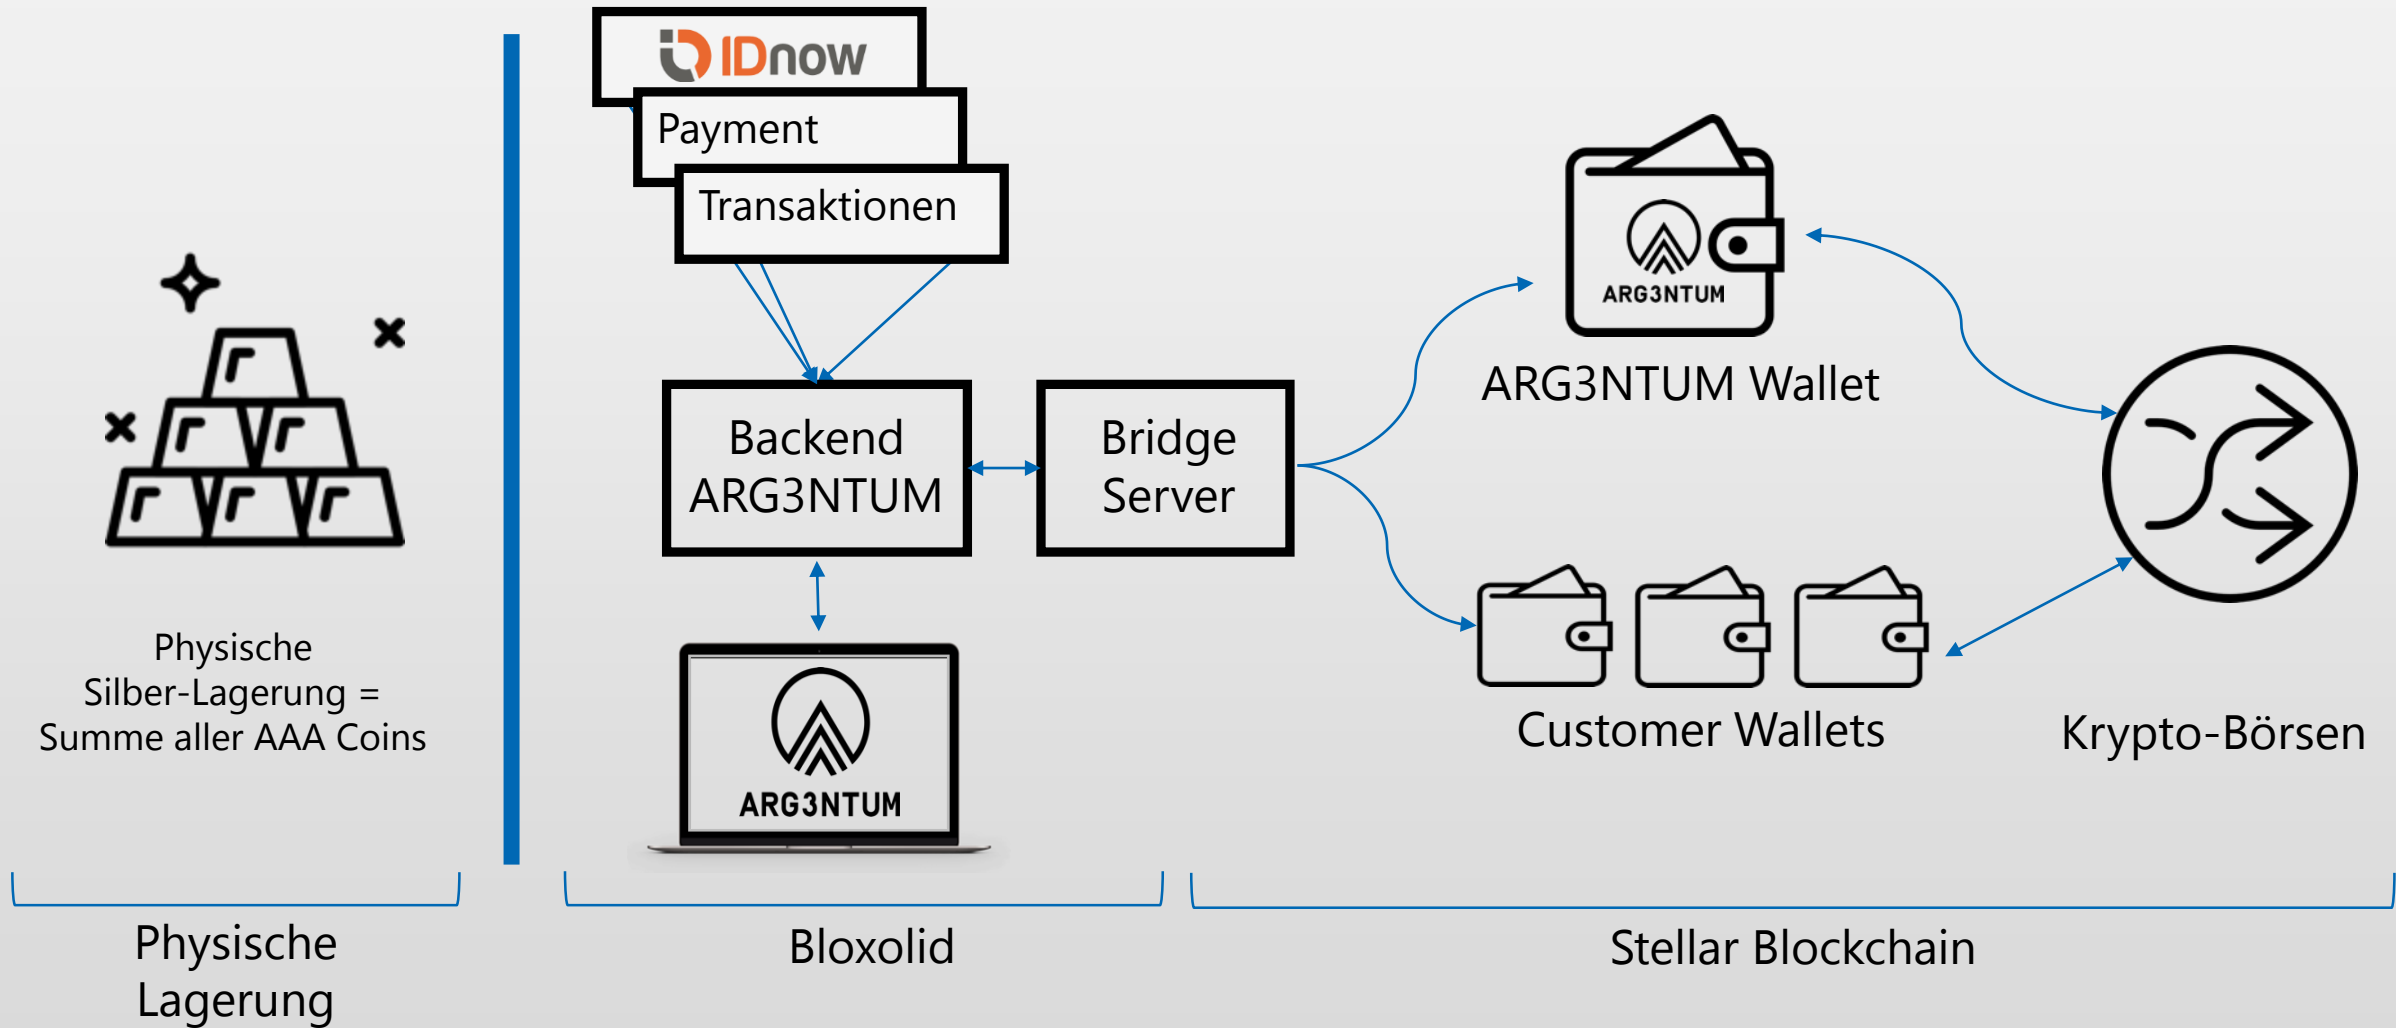 IDnow
Payment
Transaktionen
Backend
ARG3NTUM
Bridge
Server
ARG3NTUM
ARG3NTUM Wallet
Customer Wallets
Krypto-Börsen
ARG3NTUM
Physische
Silber-Lagerung =
Summe aller AAA Coins
Physische
Lagerung
Bloxolid
Stellar Blockchain